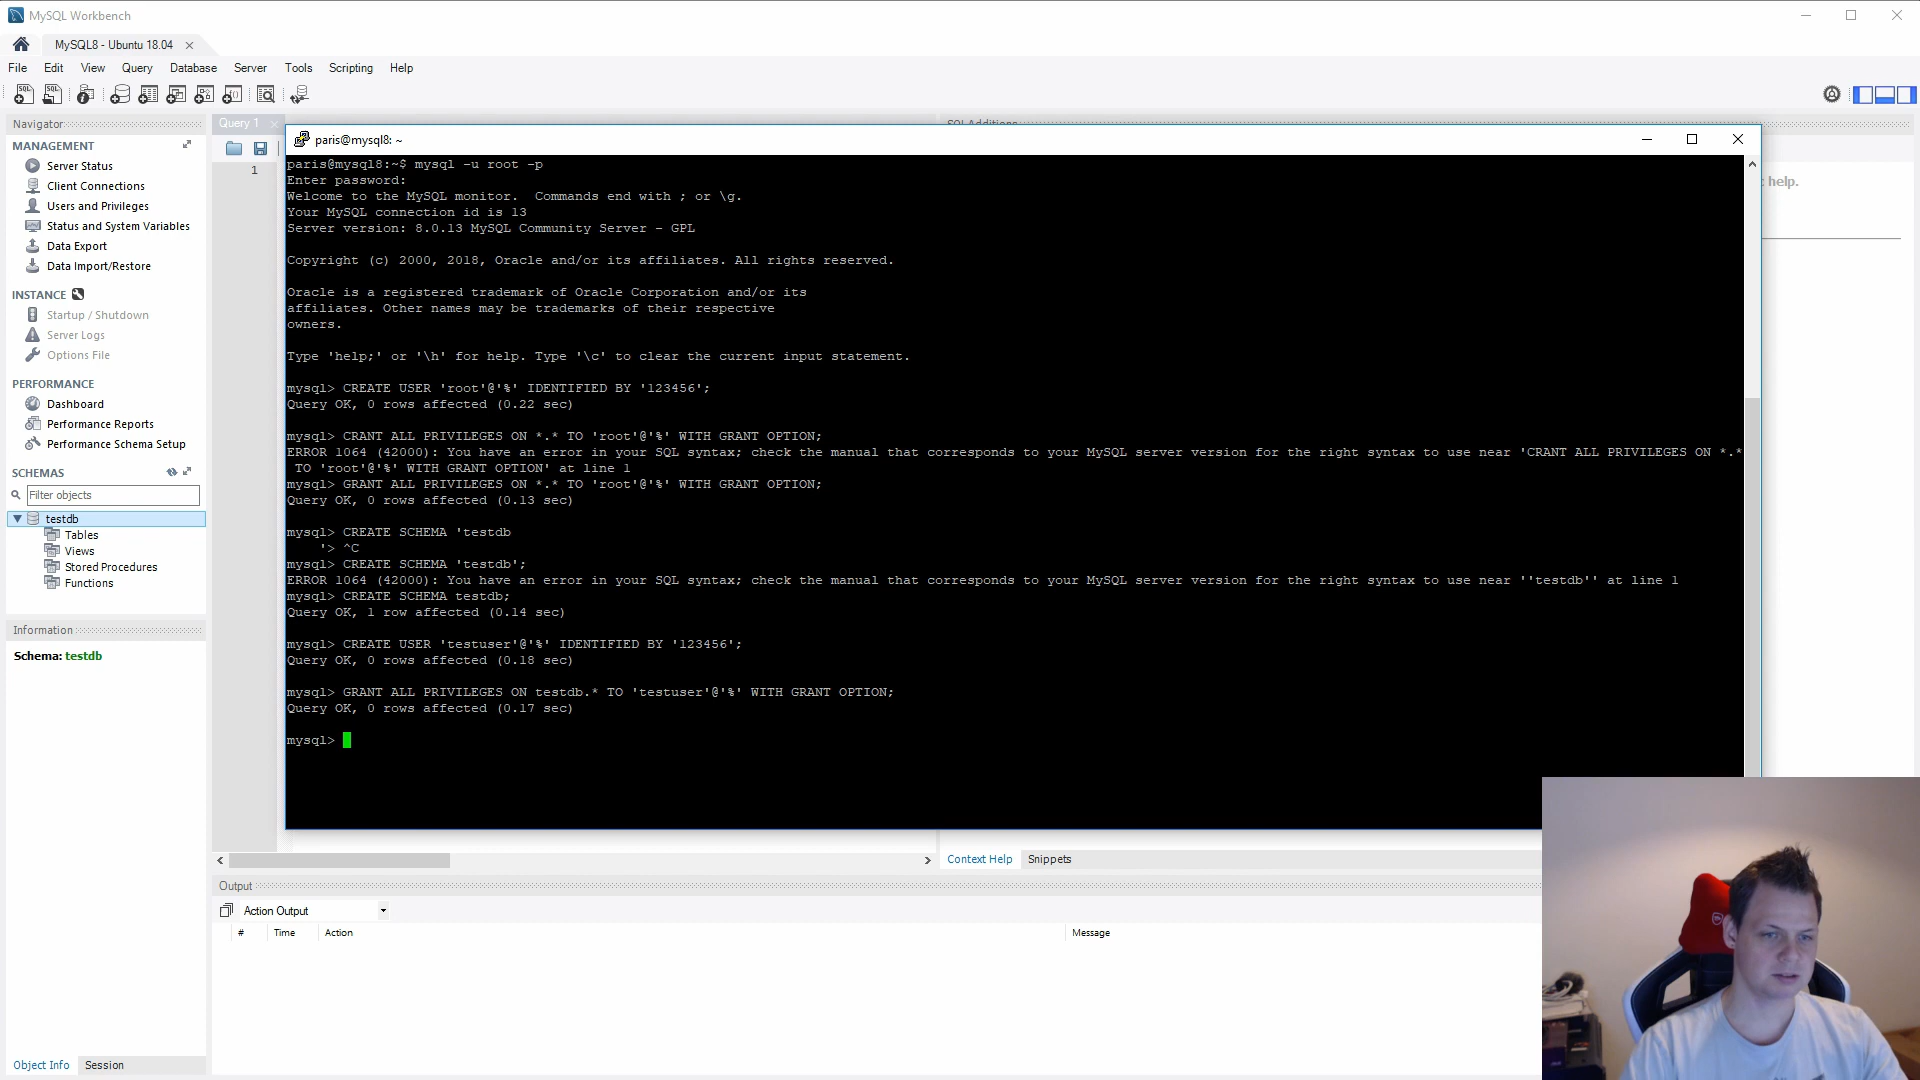 MySQL Workbench
MySQL8 - Ubuntu 18.04
File Edit View Query Database Server Tools Scripting Help
Navigator
MANAGEMENT
Server Status
Client Connections
Users and Privileges
Status and System Variables
Data Export
Data Import/Restore
INSTANCE
Startup / Shutdown
Server Logs
Options File
PERFORMANCE
Dashboard
Performance Reports
Performance Schema Setup
SCHEMAS
Filter objects
testdb
Tables
Views
Stored Procedures
Functions
Information
Schema: testdb
Object Info Session
Query 1
1
SQL Additions
help.
paris@mysql8: ~
paris@mysql8:~$ mysql -u root -p
Enter password:
Welcome to the MySQL monitor.  Commands end with ; or \g.
Your MySQL connection id is 13
Server version: 8.0.13 MySQL Community Server - GPL
Copyright (c) 2000, 2018, Oracle and/or its affiliates. All rights reserved.
Oracle is a registered trademark of Oracle Corporation and/or its
affiliates. Other names may be trademarks of their respective
owners.
Type 'help;' or '\h' for help. Type '\c' to clear the current input statement.
mysql> CREATE USER 'root'@'%' IDENTIFIED BY '123456';
Query OK, 0 rows affected (0.22 sec)
mysql> CRANT ALL PRIVILEGES ON *.* TO 'root'@'%' WITH GRANT OPTION;
ERROR 1064 (42000): You have an error in your SQL syntax; check the manual that corresponds to your MySQL server version for the right syntax to use near 'CRANT ALL PRIVILEGES ON *.*
TO 'root'@'%' WITH GRANT OPTION' at line 1
mysql> GRANT ALL PRIVILEGES ON *.* TO 'root'@'%' WITH GRANT OPTION;
Query OK, 0 rows affected (0.13 sec)
mysql> CREATE SCHEMA 'testdb
'> ^C
mysql> CREATE SCHEMA 'testdb';
ERROR 1064 (42000): You have an error in your SQL syntax; check the manual that corresponds to your MySQL server version for the right syntax to use near ''testdb'' at line 1
mysql> CREATE SCHEMA testdb;
Query OK, 1 row affected (0.14 sec)
mysql> CREATE USER 'testuser'@'%' IDENTIFIED BY '123456';
Query OK, 0 rows affected (0.18 sec)
mysql> GRANT ALL PRIVILEGES ON testdb.* TO 'testuser'@'%' WITH GRANT OPTION;
Query OK, 0 rows affected (0.17 sec)
mysql>
Context Help Snippets
Output
Action Output
# Time Action Message